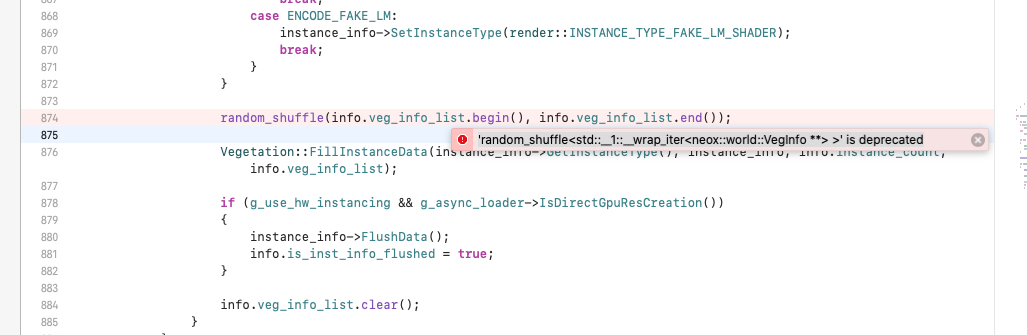 867 break;
868 case ENCODE_FAKE_LM:
869 instance_info->SetInstanceType(render::INSTANCE_TYPE_FAKE_LM_SHADER);
870 break;
871 }
872 }
873
874 random_shuffle(info.veg_info_list.begin(), info.veg_info_list.end());
'random_shuffle<std::__1::__wrap_iter<neox::world::VegInfo **> >' is deprecated
875
876 Vegetation::FillInstanceData(instance_info->GetInstanceType(), instance_info, info.instance_count,
info.veg_info_list);
877
878 if (g_use_hw_instancing && g_async_loader->IsDirectGpuResCreation())
879 {
880 instance_info->FlushData();
881 info.is_inst_info_flushed = true;
882 }
883
884 info.veg_info_list.clear();
885 }